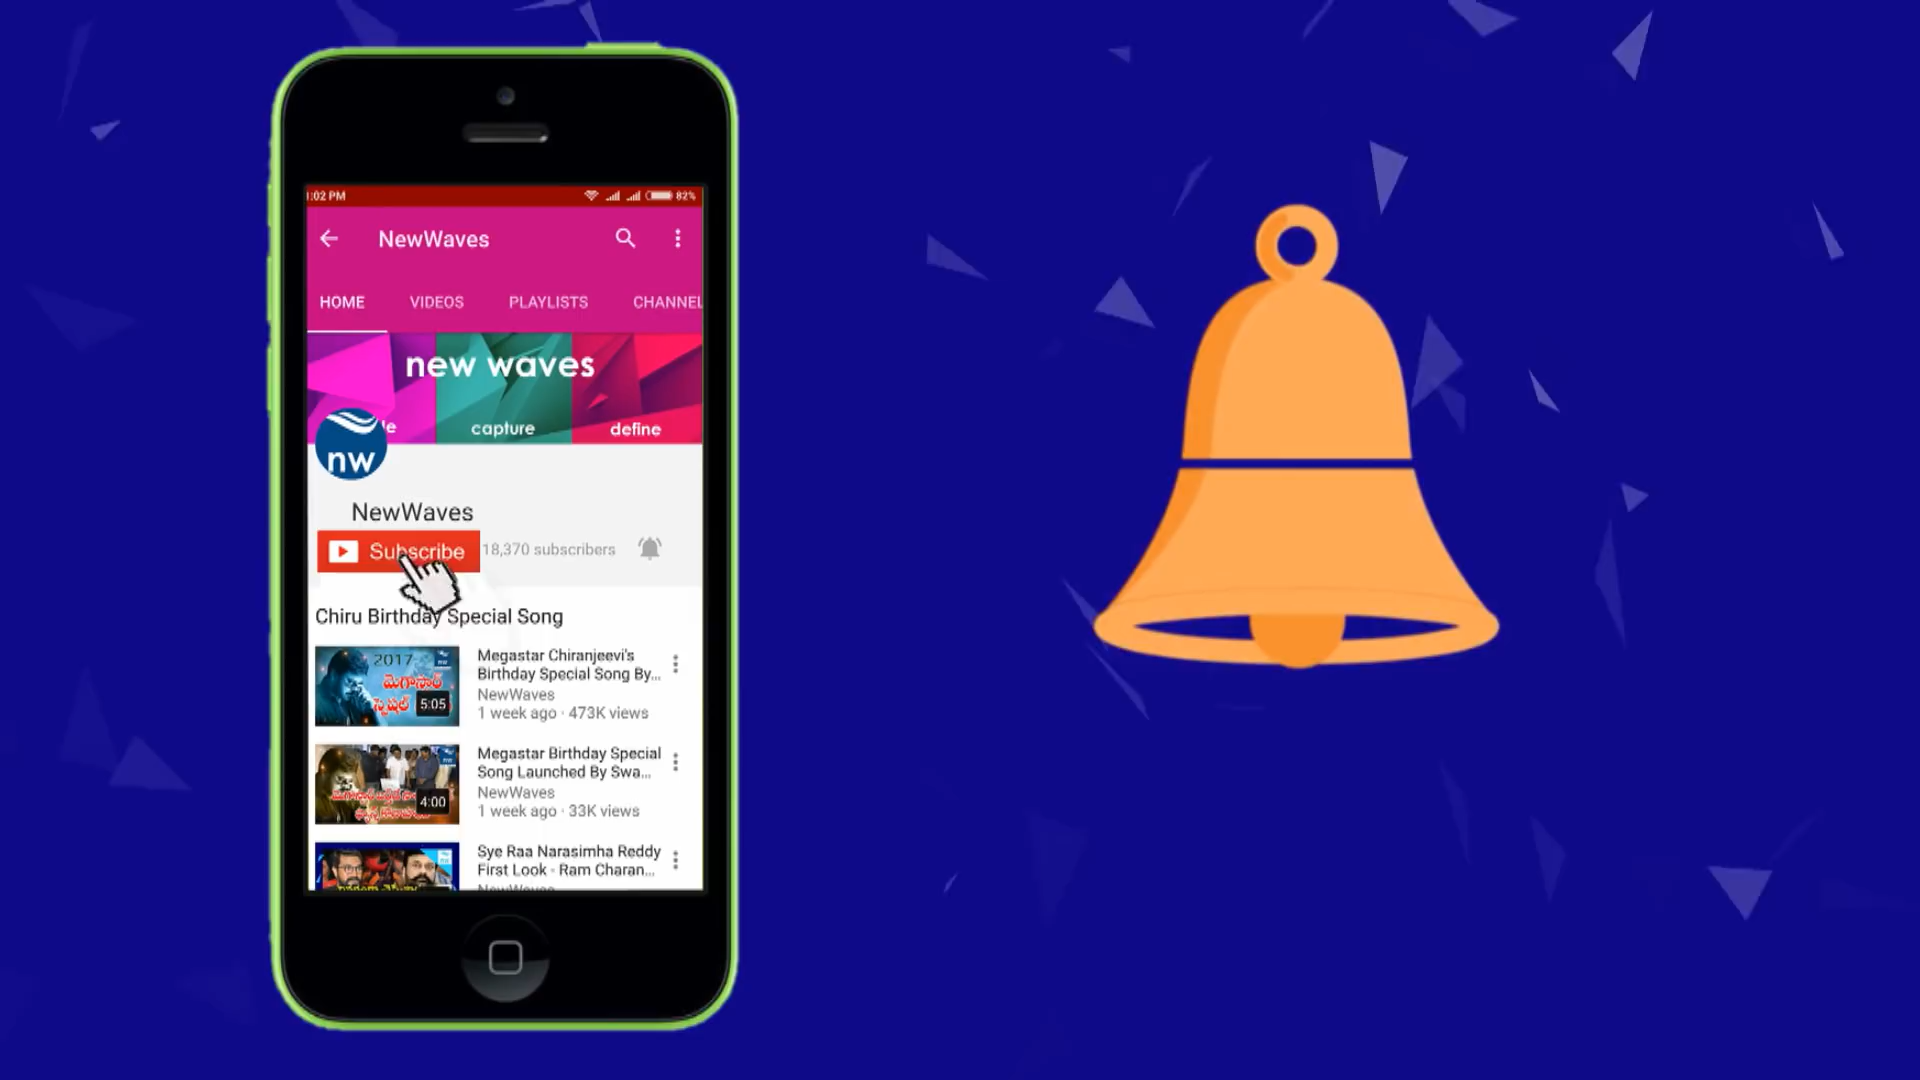 1:02 PM
82%
NewWaves
HOME VIDEOS PLAYLISTS CHANNEL
new waves
capture define
nw
NewWaves
Subscribe 18,370 subscribers
Chiru Birthday Special Song
2017
మెగాస్టార్
స్పెషల్
5:05
Megastar Chiranjeevi's
Birthday Special Song By...
NewWaves
1 week ago · 473K views
4:00
Megastar Birthday Special
Song Launched By Swa...
NewWaves
1 week ago · 33K views
Sye Raa Narasimha Reddy
First Look - Ram Charan...
NewWaves